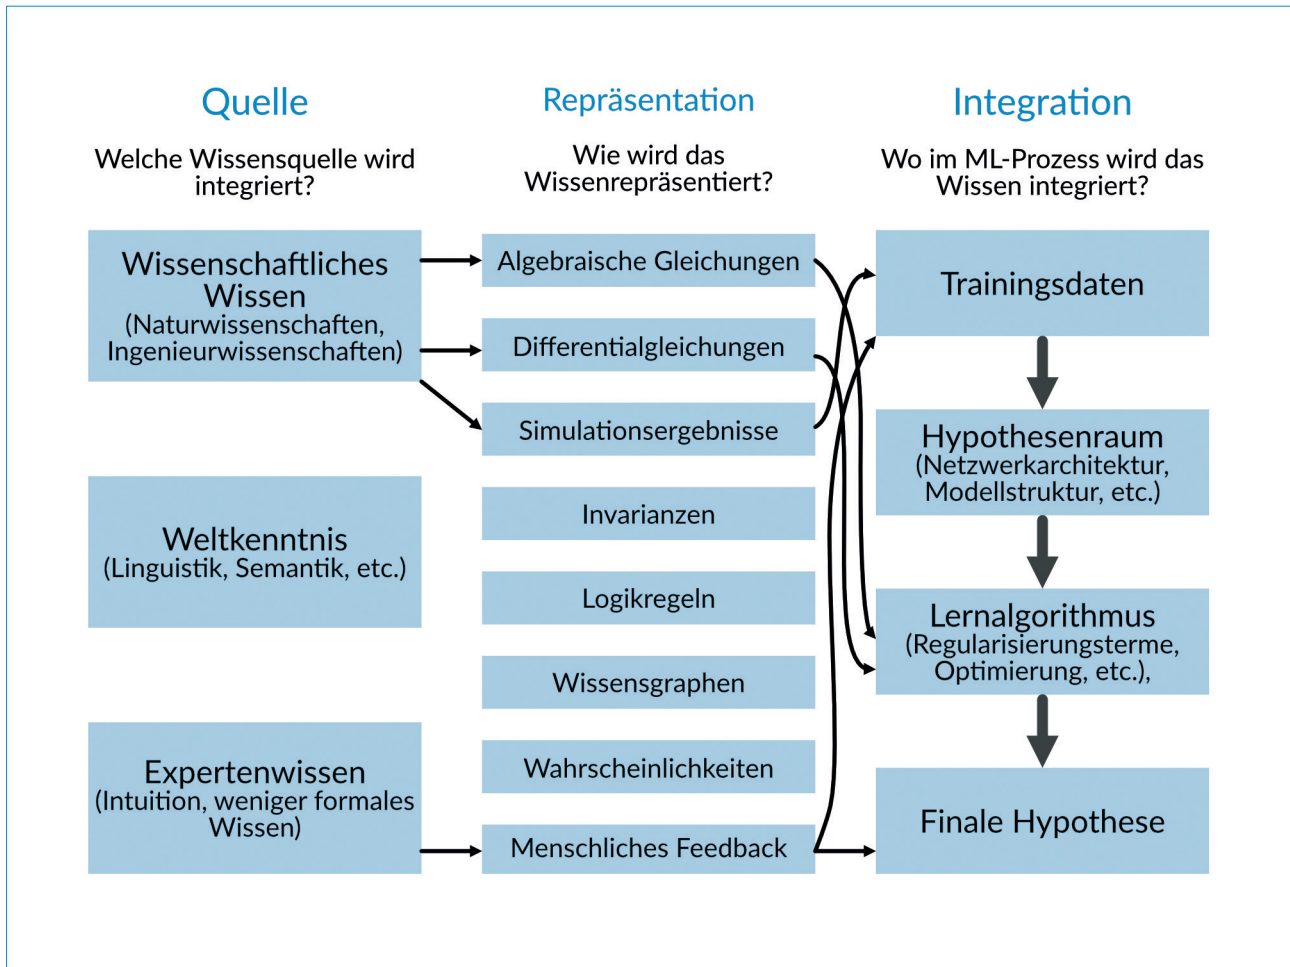 Quelle
Welche Wissensquelle wird
integriert?
Wissenschaftliches
Wissen
(Naturwissenschaften,
Ingenieurwissenschaften)
Weltkenntnis
(Linguistik, Semantik, etc.)
Expertenwissen
(Intuition, weniger formales
Wissen)
Repräsentation
Wie wird das
Wissenrepräsentiert?
Algebraische Gleichungen
Differentialgleichungen
Simulationsergebnisse
Invarianzen
Logikregeln
Wissensgraphen
Wahrscheinlichkeiten
Menschliches Feedback
Integration
Wo im ML-Prozess wird das
Wissen integriert?
Trainingsdaten
Hypothesenraum
(Netzwerkarchitektur,
Modellstruktur, etc.)
Lernalgorithmus
(Regularisierungsterme,
Optimierung, etc.),
Finale Hypothese